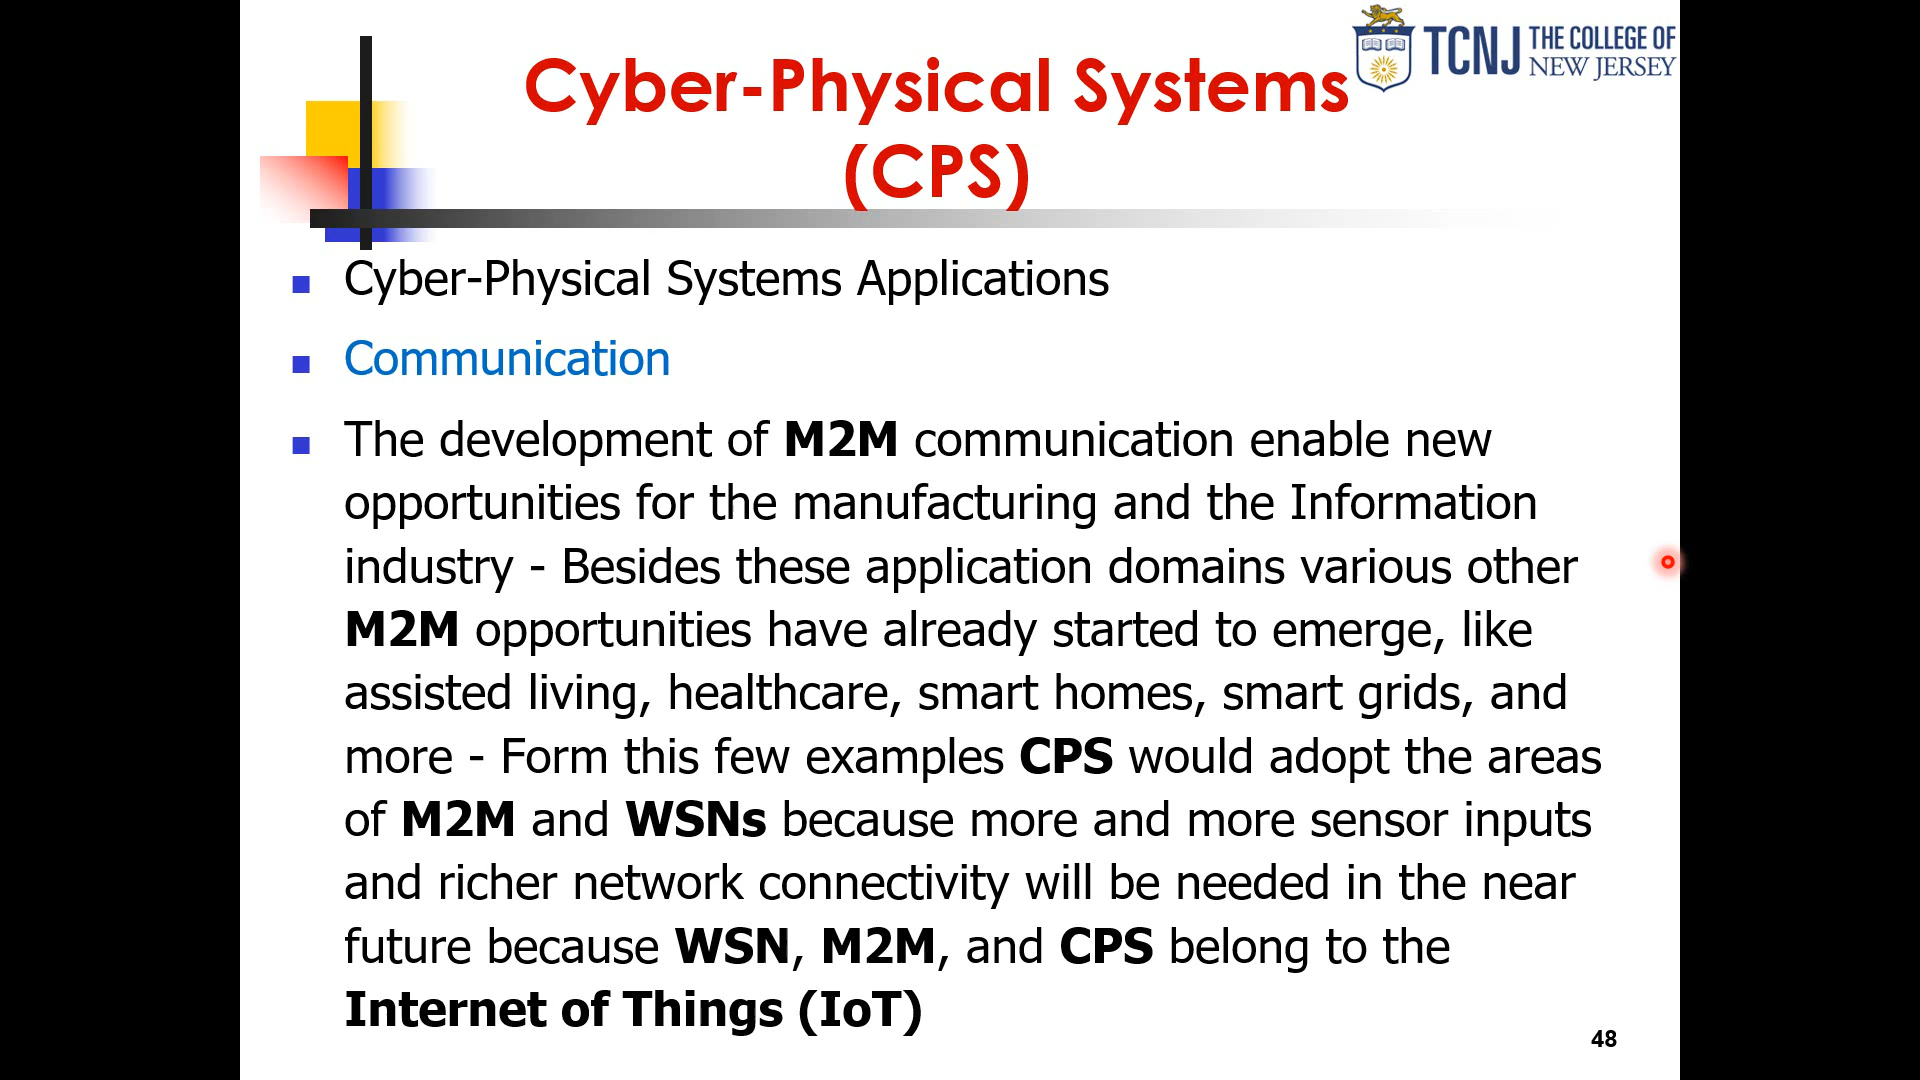 TCNJ THE COLLEGE OF
NEW JERSEY
Cyber-Physical Systems
(CPS)
Cyber-Physical Systems Applications
Communication
The development of M2M communication enable new
opportunities for the manufacturing and the Information
industry - Besides these application domains various other
M2M opportunities have already started to emerge, like
assisted living, healthcare, smart homes, smart grids, and
more - Form this few examples CPS would adopt the areas
of M2M and WSNs because more and more sensor inputs
and richer network connectivity will be needed in the near
future because WSN, M2M, and CPS belong to the
Internet of Things (IoT)
48